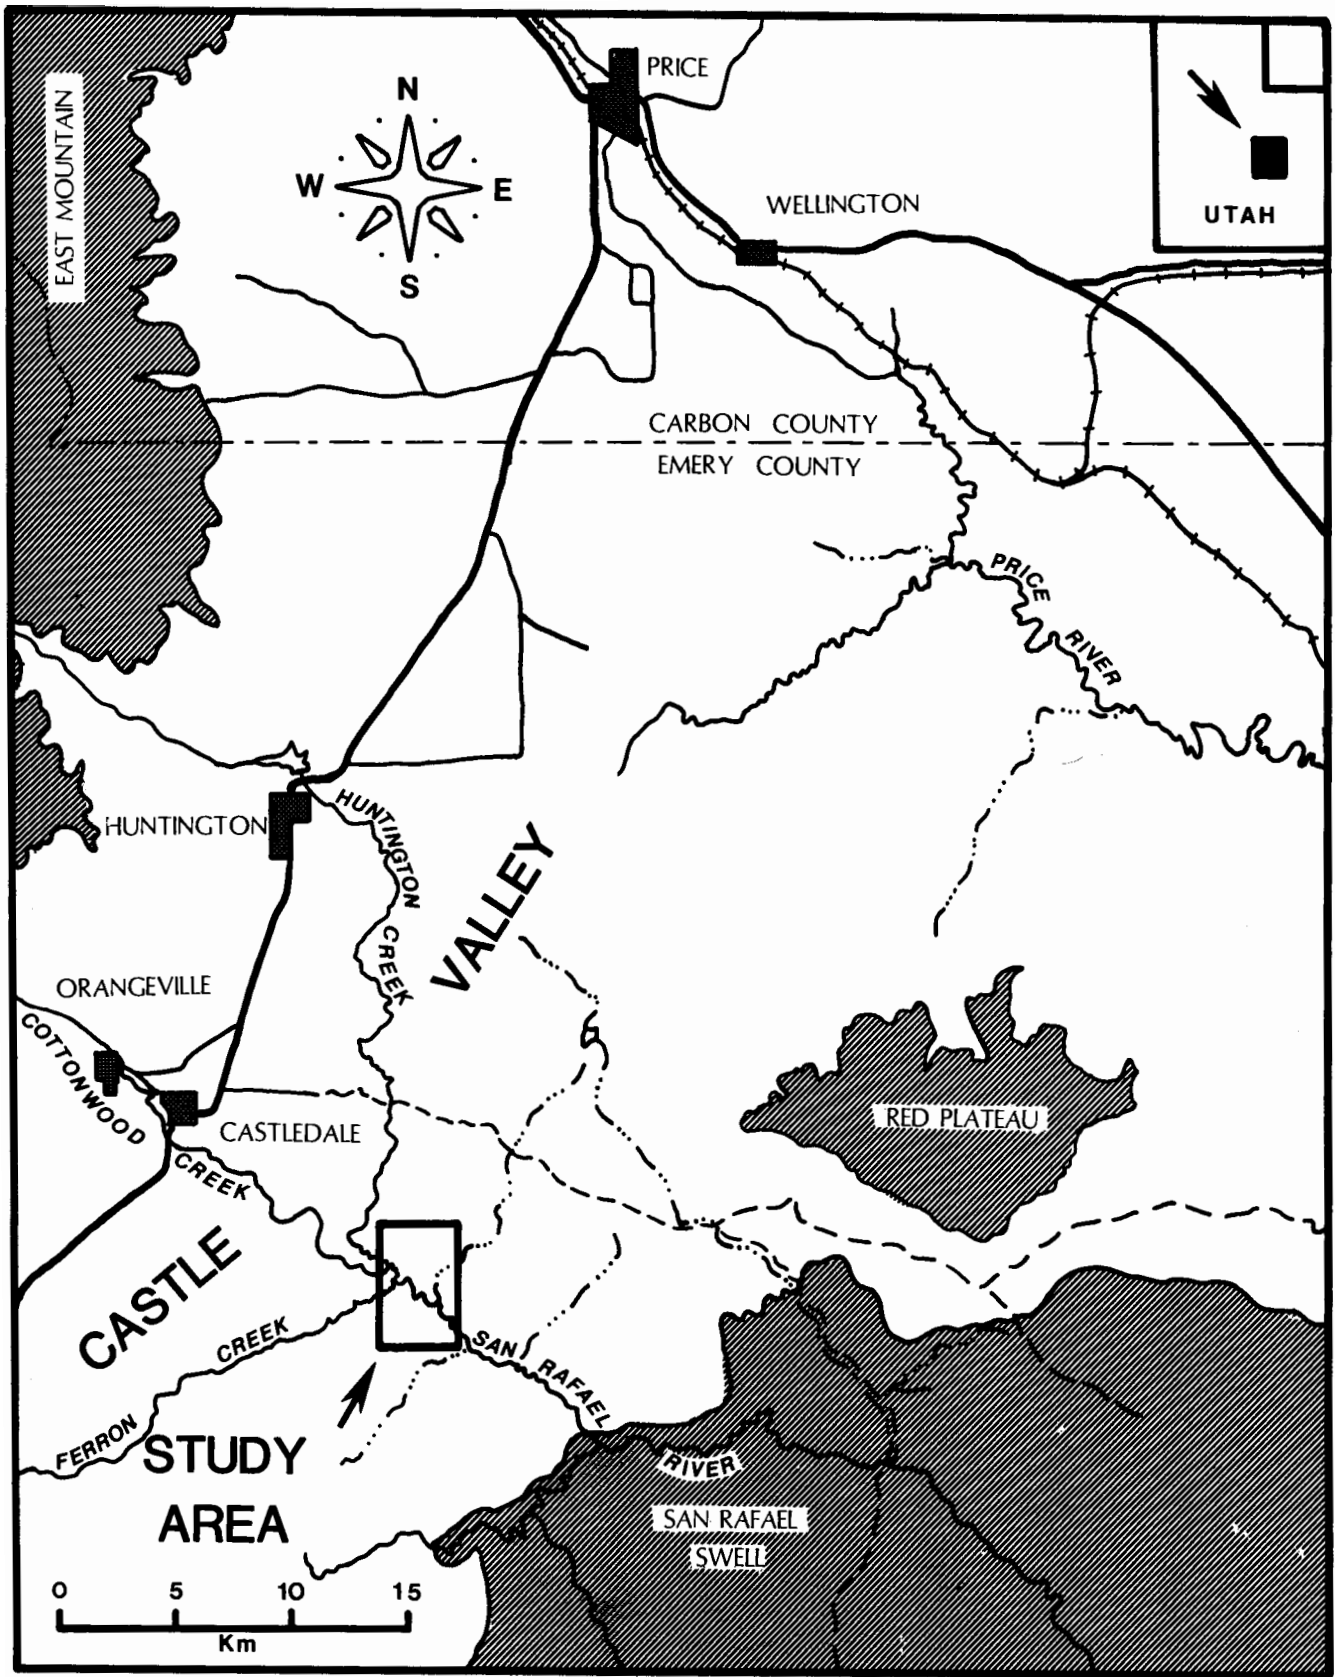 PRICE
EAST MOUNTAIN
N
W E
S
WELLINGTON
UTAH
CARBON COUNTY
EMERY COUNTY
PRICE
RIVER
HUNTINGTON
HUNTINGTON
CREEK
VALLEY
ORANGEVILLE
COTTONWOOD
CREEK
CASTLEDALE
RED PLATEAU
CASTLE
FERRON
CREEK
SAN RAFAEL
RIVER
STUDY
AREA
SAN RAFAEL
SWELL
0 5 10 15
Km